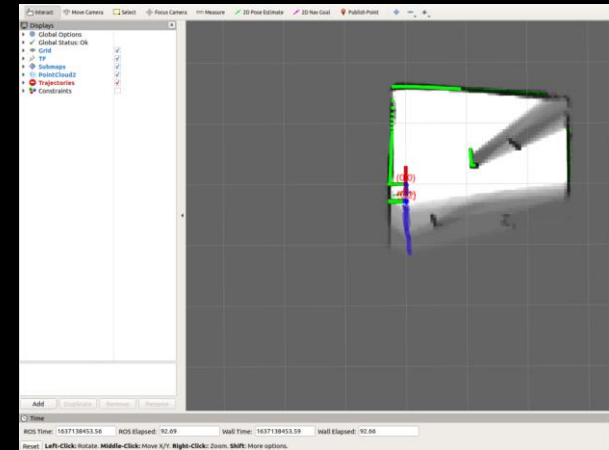 Interact Move Camera Select Focus Camera Measure 2D Pose Estimate 2D Nav Goal Publish Point
Displays
Global Options
Global Status: Ok
Grid
TF
Submaps
PointCloud2
Trajectories
Constraints
Add Duplicate Remove Rename
Time
ROS Time: 1637138453.56 ROS Elapsed: 92.69 Wall Time: 1637138453.59 Wall Elapsed: 92.66
Reset Left-Click: Rotate. Middle-Click: Move X/Y. Right-Click: Zoom. Shift: More options.